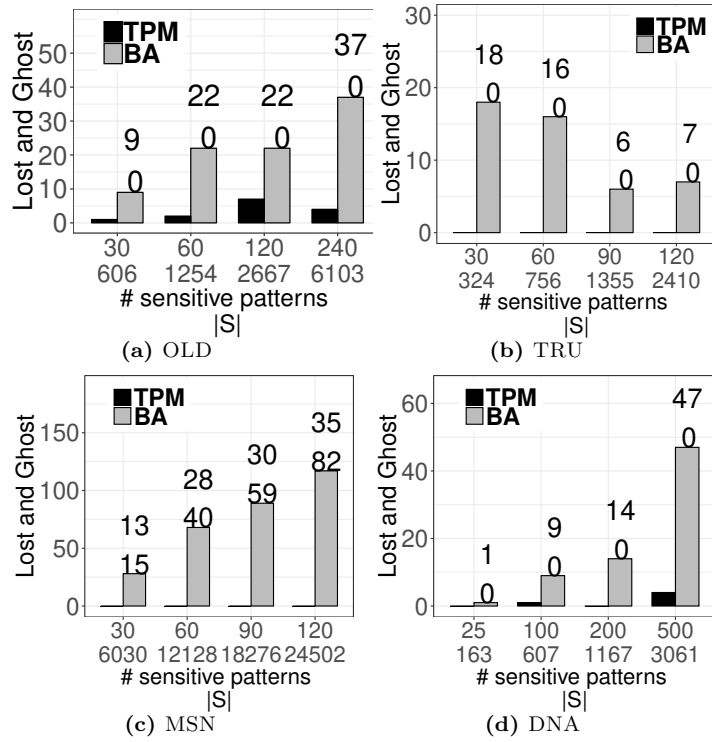 TPM
BA
37
22
22
9
0
0
0
0
50
40
30
20
10
0
Lost and Ghost
30 60 120 240
606 1254 2667 6103
# sensitive patterns
|S|
(a) OLD
TPM
BA
18
16
6
7
0
0
0
0
30
20
10
0
Lost and Ghost
30 60 90 120
324 756 1355 2410
# sensitive patterns
|S|
(b) TRU
TPM
BA
35
30
28
13
82
59
40
15
150
100
50
0
Lost and Ghost
30 60 90 120
6030 12128 18276 24502
# sensitive patterns
|S|
(c) MSN
TPM
BA
47
14
9
1
0
0
0
0
60
40
20
0
Lost and Ghost
25 100 200 500
163 607 1167 3061
# sensitive patterns
|S|
(d) DNA